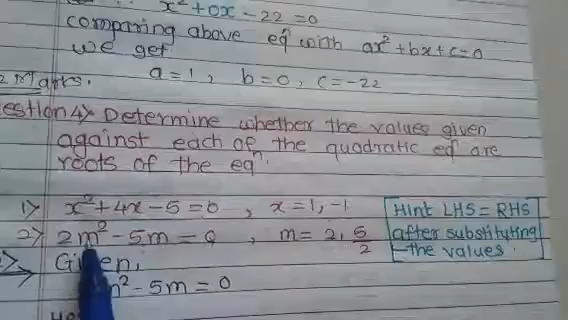 x² + 0x - 22 = 0
comparing above eqⁿ with ax² + bx + c = 0
we get
a = 1, b = 0, c = -22
2 Marks.
estion 4> Determine whether the values given
against each of the quadratic eqⁿ are
roots of the eqⁿ.
1> x² + 4x - 5 = 0 , x = 1, -1
2> 2m² - 5m = 0 , m = 2, 5/2
Hint LHS = RHS
after substityting
the values.
Given,
m² - 5m = 0